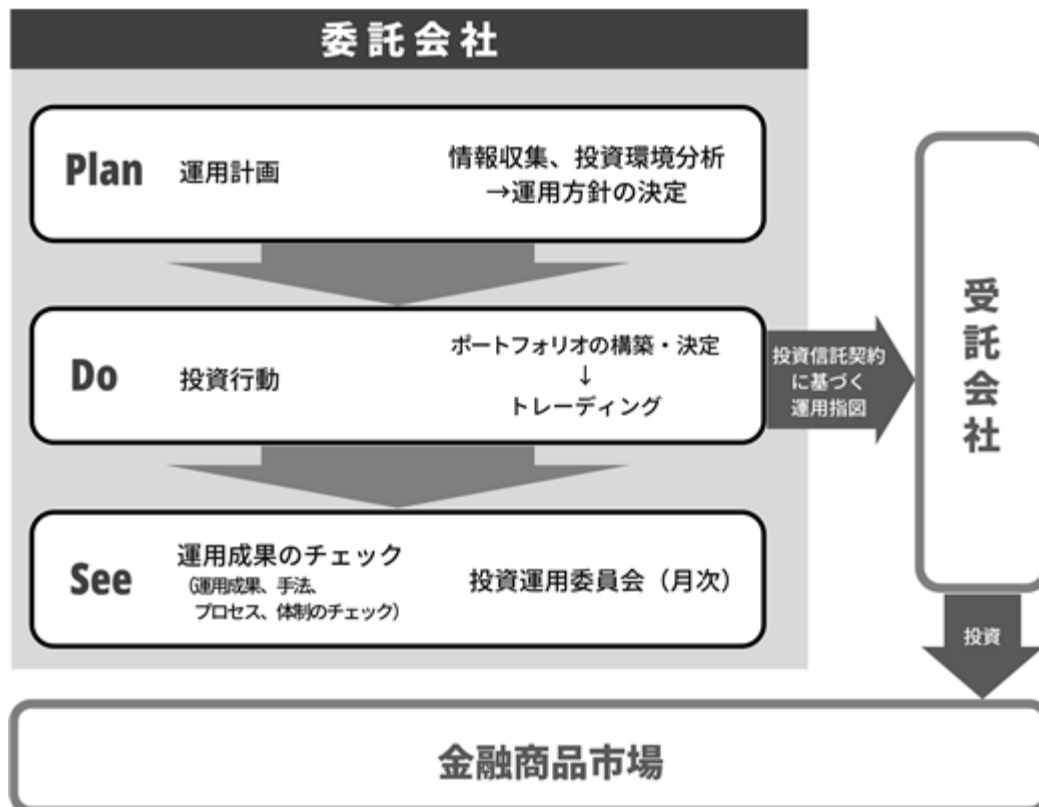 委託会社
Plan 運用計画
情報収集、投資環境分析
→運用方針の決定
Do 投資行動
ポートフォリオの構築・決定
↓
トレーディング
投資信託契約
に基づく
運用指図
受託会社
See 運用成果のチェック
(運用成果、手法、
プロセス、体制のチェック)
投資運用委員会（月次）
投資
金融商品市場